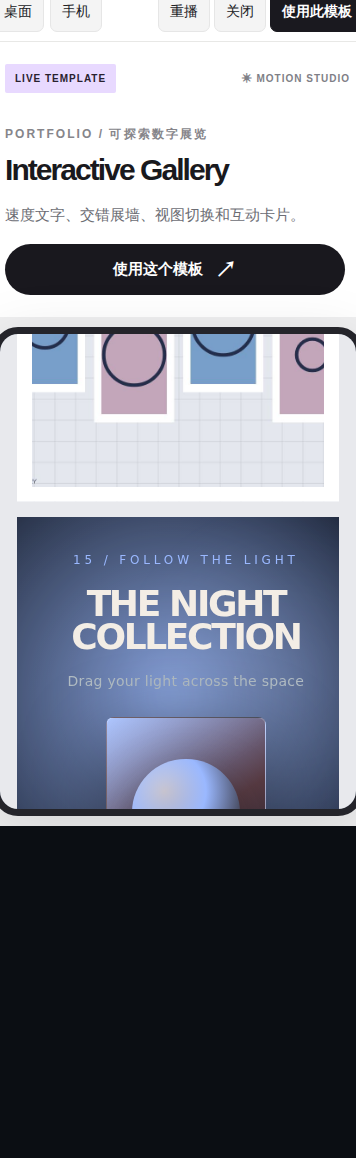 桌面 手机 重播 关闭 使用此模板
LIVE TEMPLATE
✷ MOTION STUDIO
PORTFOLIO / 可探索数字展览
Interactive Gallery
速度文字、交错展墙、视图切换和互动卡片。
使用这个模板 ↗
15 / FOLLOW THE LIGHT
THE NIGHT
COLLECTION
Drag your light across the space